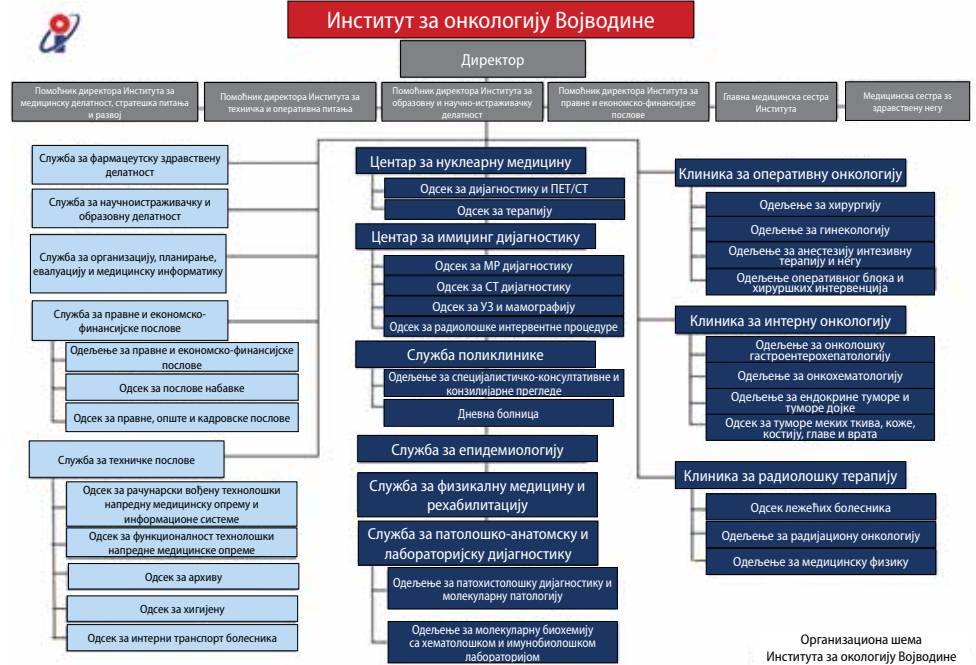 Институт за онкологију Војводине
Директор
Помоћник директора Института за
медицинску делатност, стратешка питања
и развој
Помоћник директора Института за
техничка и оперативна питања
Помоћник директора Института за
образовну и научно-истраживачку
делатност
Помоћник директора Института за
правне и економско-финансијске
послове
Главна медицинска сестра
Института
Медицинска сестра зs
здравствену негу
Служба за фармацеутску здравствену
делатност
Служба за научноистраживачку и
образовну делатност
Служба за организацију, планирање,
евалуацију и медицинску информатику
Служба за правне и економско-
финансијске послове
Одељење за правне и економско-финансијске
послове
Одсек за послове набавке
Одсек за правне, опште и кадровске послове
Служба за техничке послове
Одсек за рачунарски вођену технолошки
напредну медицинску опрему и
информационе системе
Одсек за функционалност технолошки
напредне медицинске опреме
Одсек за архиву
Одсек за хигијену
Одсек за интерни транспорт болесника
Центар за нуклеарну медицину
Одсек за дијагностику и ПЕТ/СТ
Одсек за терапију
Центар за имиџинг дијагностику
Одсек за МР дијагностику
Одсек за СТ дијагностику
Одсек за УЗ и мамографију
Одсек за радиолошке интервентне процедуре
Служба поликлинике
Одељење за специјалистичко-консултативне и
конзилијарне прегледе
Дневна болница
Служба за епидемиологију
Служба за физикалну медицину и
рехабилитацију
Служба за патолошко-анатомску и
лабораторијску дијагностику
Одељење за патохистолошку дијагностику и
молекуларну патологију
Одељење за молекуларну биохемију
са хематолошком и имунобиолошком
лабораторијом
Клиника за оперативну онкологију
Одељење за хирургију
Одељење за гинекологију
Одељење за анестезију интезивну
терапију и негу
Одељење оперативног блока и
хируршких интервенција
Клиника за интерну онкологију
Одељење за онколошку
гастроентерохепатологију
Одељење за онкохематологију
Одељење за ендокрине туморе и
туморе дојке
Одсек за туморе меких ткива, коже,
костију, главе и врата
Клиника за радиолошку терапију
Одсек лежећих болесника
Одељење за радијациону онкологију
Одељење за медицинску физику
Организациона шема
Института за окологију Војводине